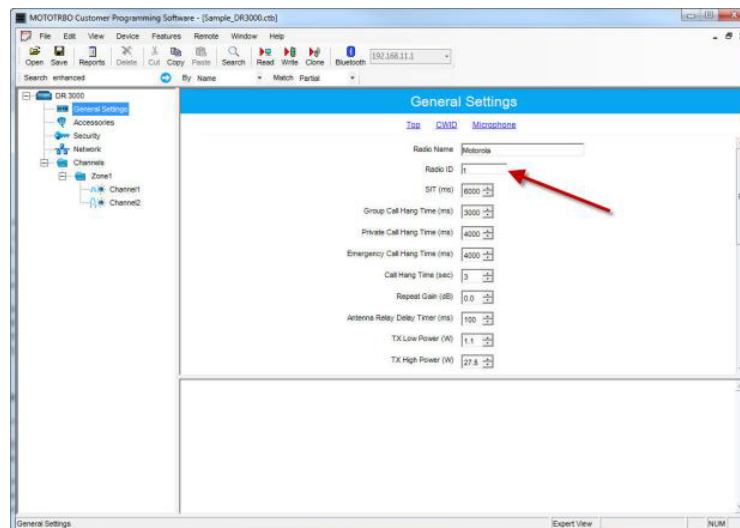 MOTOTRBO Customer Programming Software - [Sample_DR3000.ctb]
File Edit View Device Features Remote Window Help
Open Save Reports Delete Cut Copy Paste Search Read Write Clone Bluetooth 192.168.11.1
Search enhanced By Name Match Partial
DR 3000
General Settings
Accessories
Security
Network
Channels
Zone1
Channel1
Channel2
General Settings
Top CWID Microphone
Radio Name Motorola
Radio ID 1
SIT (ms) 6000
Group Call Hang Time (ms) 3000
Private Call Hang Time (ms) 4000
Emergency Call Hang Time (ms) 4000
Call Hang Time (sec) 3
Repeat Gain (dB) 0.0
Antenna Relay Delay Timer (ms) 100
TX Low Power (W) 1.1
TX High Power (W) 27.5
General Settings Expert View NUM